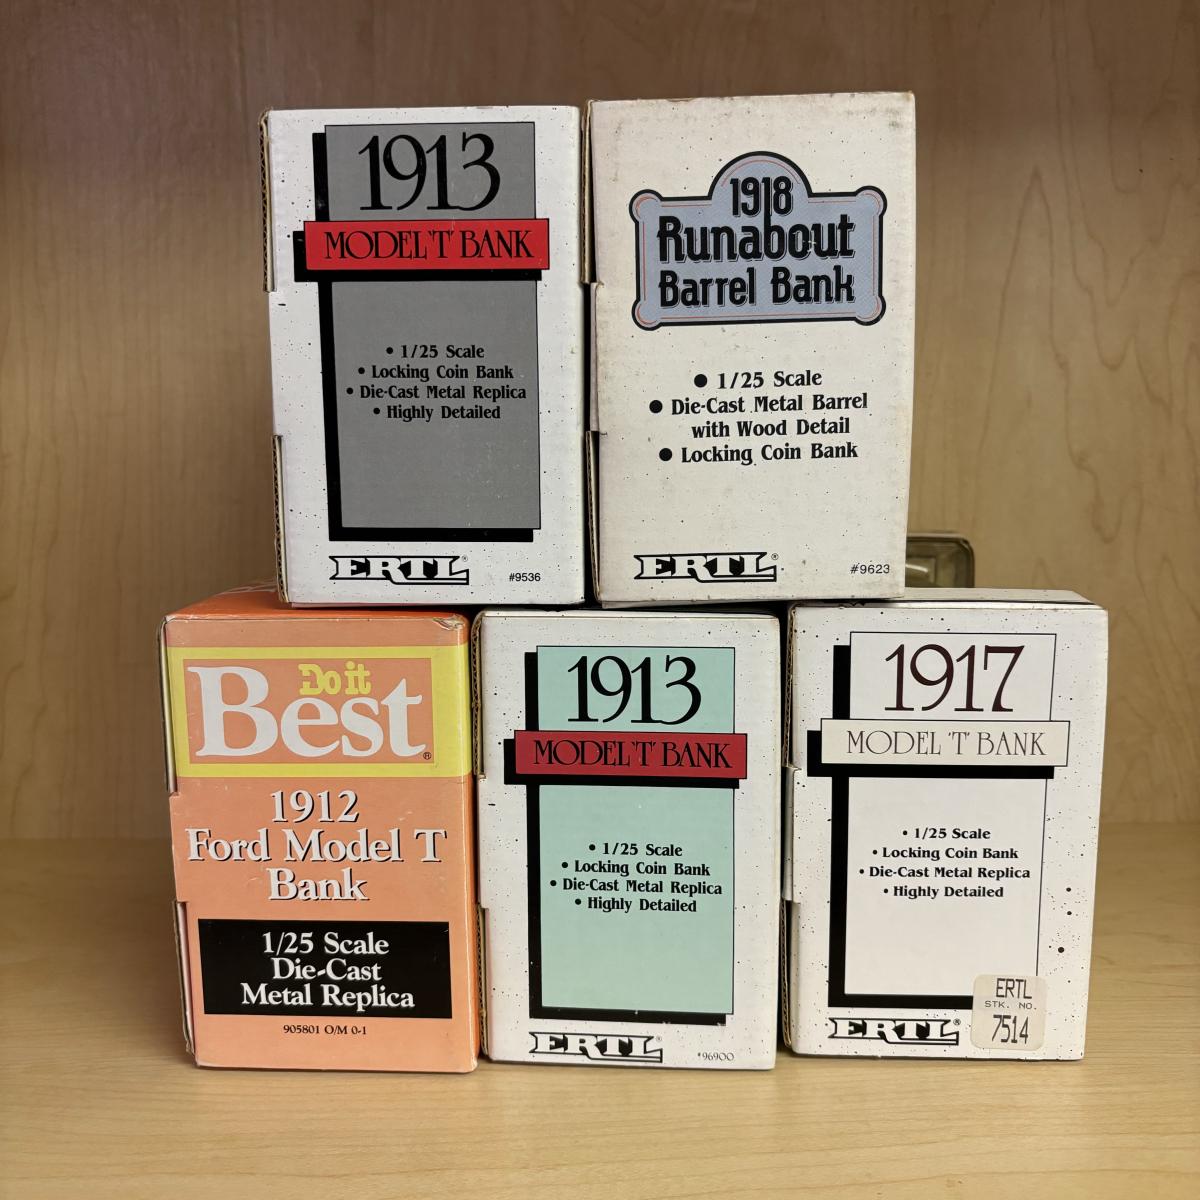 1913
MODEL 'T' BANK
• 1/25 Scale
• Locking Coin Bank
• Die-Cast Metal Replica
• Highly Detailed
ERTL®
#9536
1918
Runabout
Barrel Bank
● 1/25 Scale
● Die-Cast Metal Barrel
with Wood Detail
● Locking Coin Bank
ERTL®
#9623
Do it
Best®
1912
Ford Model T
Bank
1/25 Scale
Die-Cast
Metal Replica
905801 O/M 0-1
1913
MODEL 'T' BANK
• 1/25 Scale
• Locking Coin Bank
• Die-Cast Metal Replica
• Highly Detailed
ERTL®
*96900
1917
MODEL 'T' BANK
• 1/25 Scale
• Locking Coin Bank
• Die-Cast Metal Replica
• Highly Detailed
ERTL®
ERTL
STK. NO.
7514